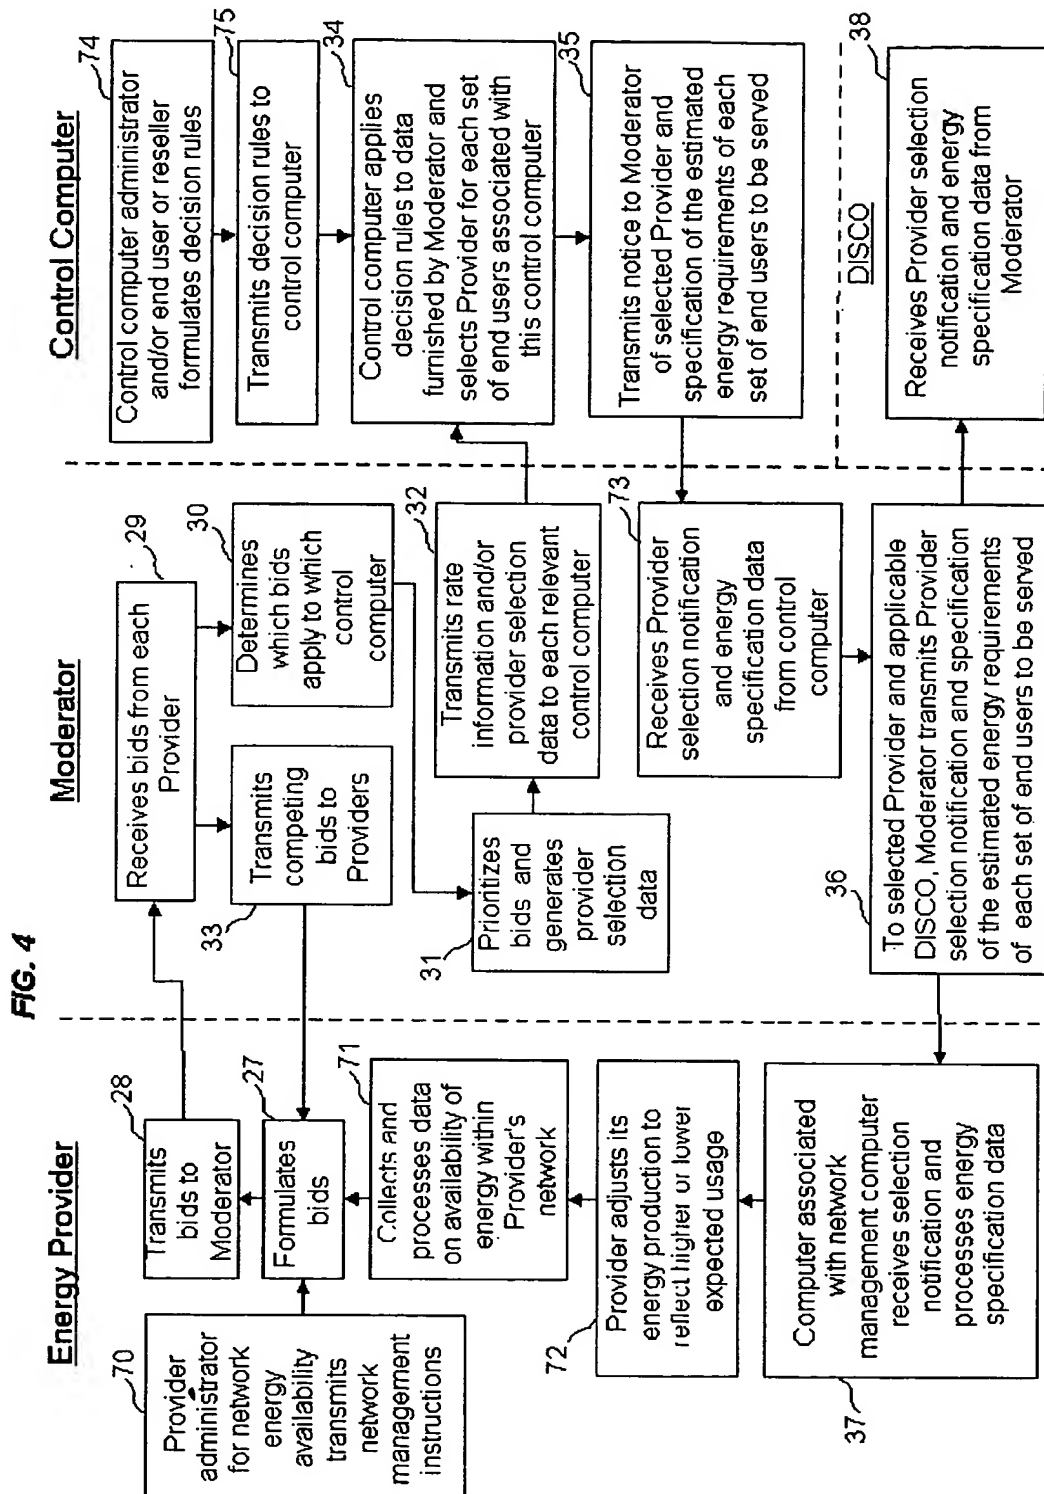 FIG. 4
Energy Provider
70
Provider
administrator
for network
energy
availability
transmits
network
management
instructions
28
Transmits
bids to
Moderator
27
Formulates
bids
71
Collects and
processes data
on availability of
energy within
Provider's
network
72
Provider adjusts its
energy production to
reflect higher or lower
expected usage
37
Computer associated
with network
management computer
receives selection
notification and
processes energy
specification data
Moderator
29
Receives bids from each
Provider
33
Transmits
competing
bids to
Providers
30
Determines
which bids
apply to which
control
computer
31
Prioritizes
bids and
generates
provider
selection
data
32
Transmits rate
information and/or
provider selection
data to each relevant
control computer
73
Receives Provider
selection notification
and energy
specification data
from control
computer
36
To selected Provider and applicable
DISCO, Moderator transmits Provider
selection notification and specification
of the estimated energy requirements
of each set of end users to be served
Control Computer
74
Control computer administrator
and/or end user or reseller
formulates decision rules
75
Transmits decision rules to
control computer
34
Control computer applies
decision rules to data
furnished by Moderator and
selects Provider for each set
of end users associated with
this control computer
35
Transmits notice to Moderator
of selected Provider and
specification of the estimated
energy requirements of each
set of end users to be served
DISCO
38
Receives Provider selection
notification and energy
specification data from
Moderator